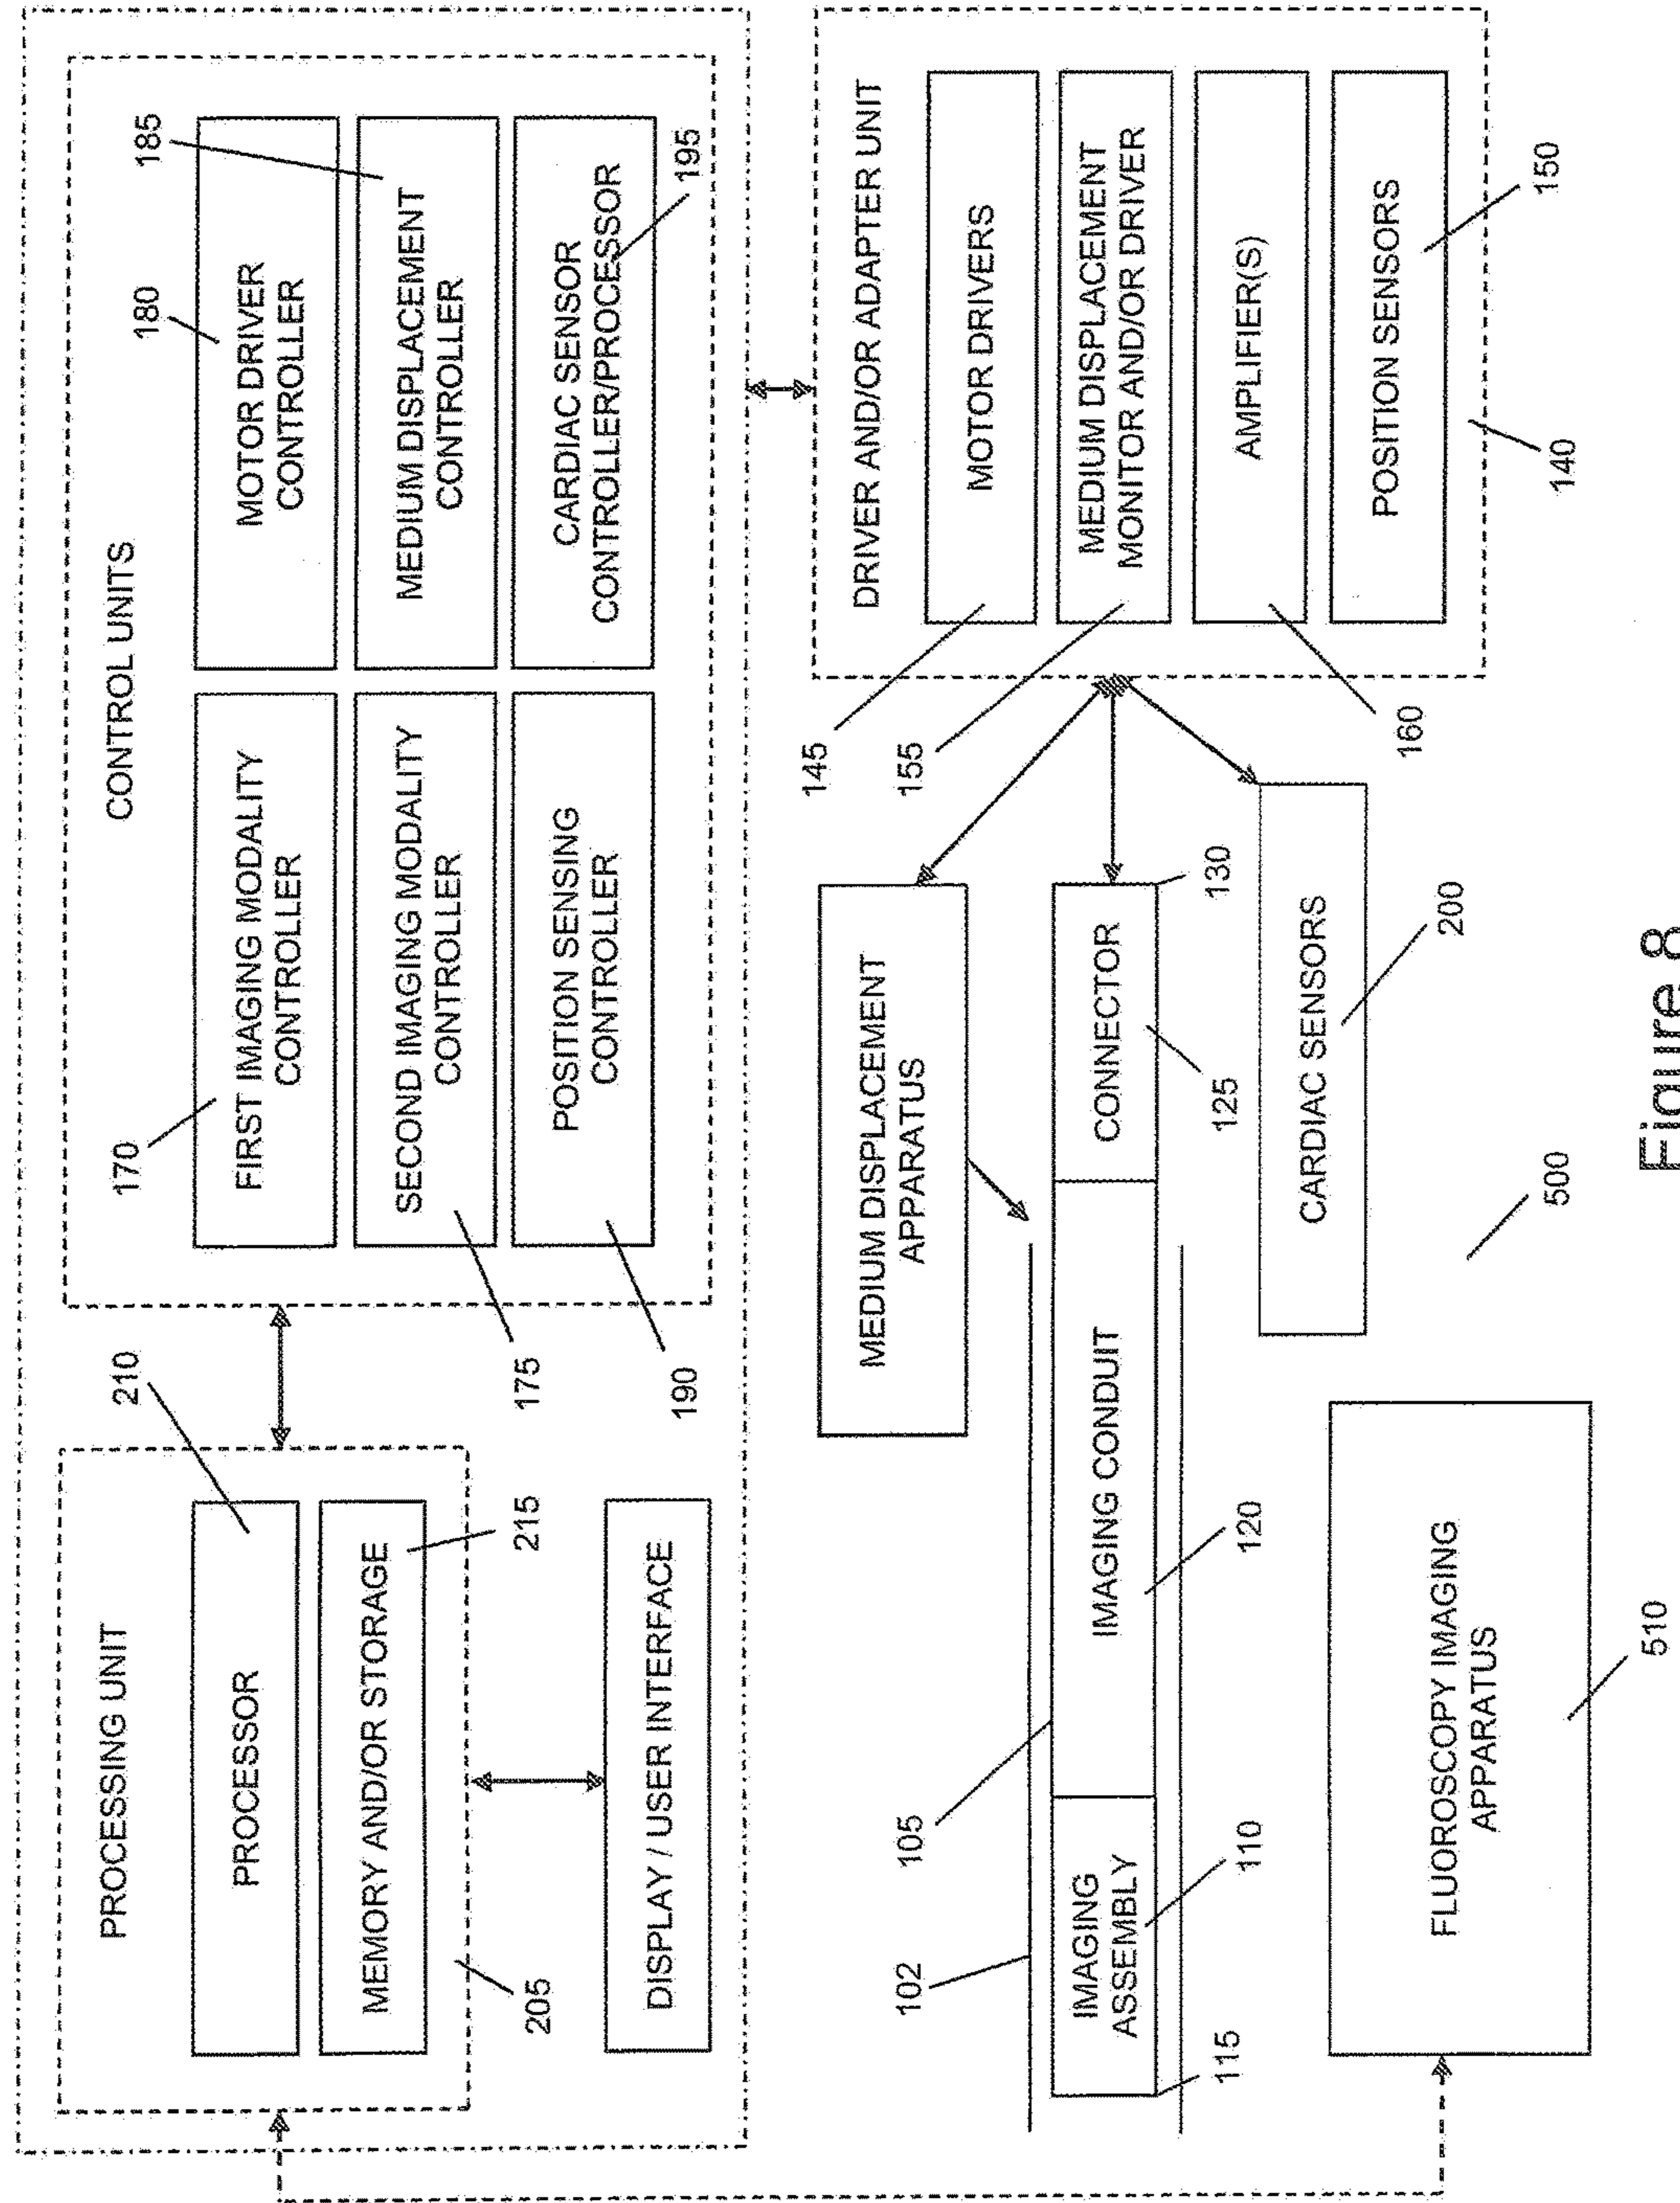 PROCESSING UNIT
PROCESSOR
210
MEMORY AND/OR STORAGE
215
205
DISPLAY / USER INTERFACE
CONTROL UNITS
170
FIRST IMAGING MODALITY
CONTROLLER
180
MOTOR DRIVER
CONTROLLER
185
SECOND IMAGING MODALITY
CONTROLLER
175
MEDIUM DISPLACEMENT
CONTROLLER
POSITION SENSING
CONTROLLER
190
CARDIAC SENSOR
CONTROLLER/PROCESSOR
195
DRIVER AND/OR ADAPTER UNIT
145
MOTOR DRIVERS
155
MEDIUM DISPLACEMENT
MONITOR AND/OR DRIVER
160
AMPLIFIER(S)
POSITION SENSORS
150
140
MEDIUM DISPLACEMENT
APPARATUS
102
105
IMAGING
ASSEMBLY
IMAGING CONDUIT
CONNECTOR
115
110
120
125
130
CARDIAC SENSORS
200
FLUOROSCOPY IMAGING
APPARATUS
510
500
Figure 8